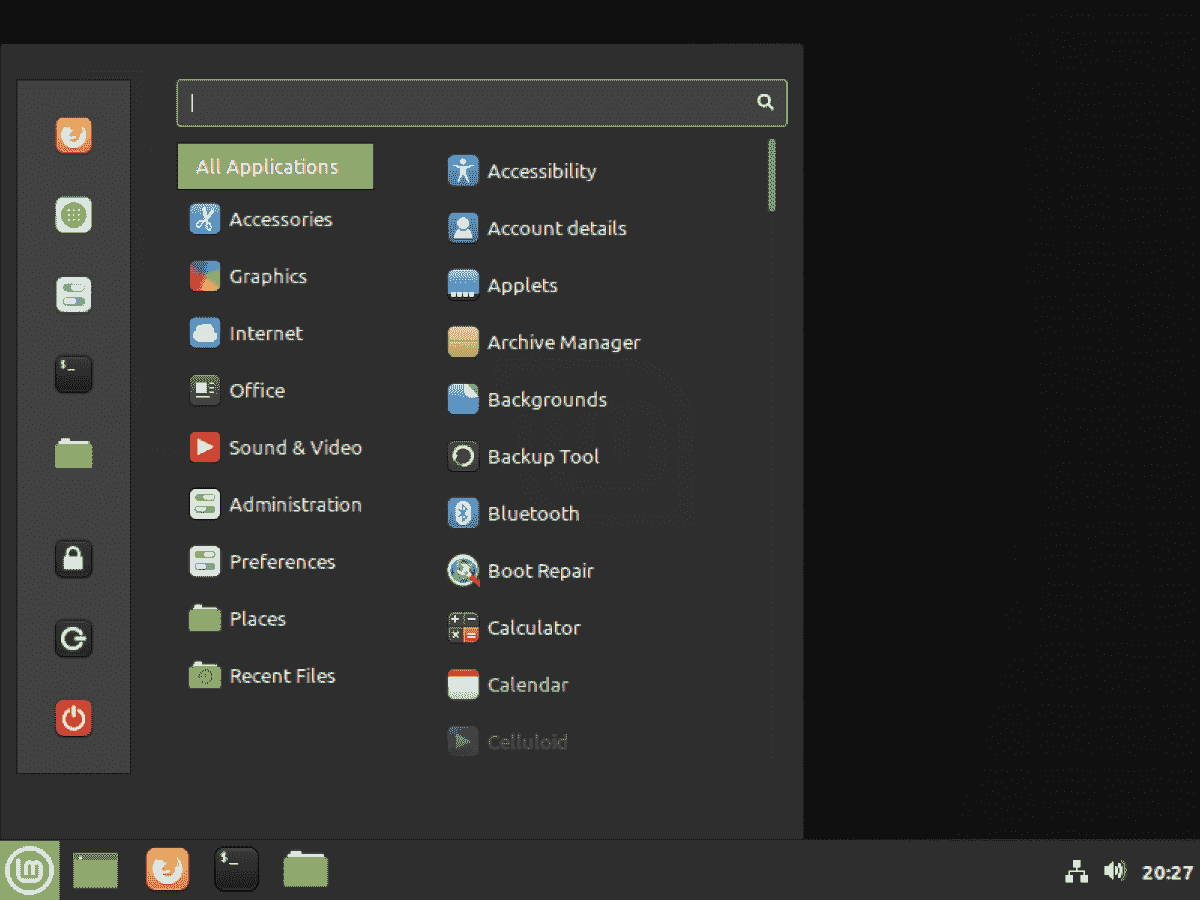 All Applications
Accessories
Graphics
Internet
Office
Sound & Video
Administration
Preferences
Places
Recent Files
Accessibility
Account details
Applets
Archive Manager
Backgrounds
Backup Tool
Bluetooth
Boot Repair
Calculator
Calendar
Celluloid
$_
$_
20:27